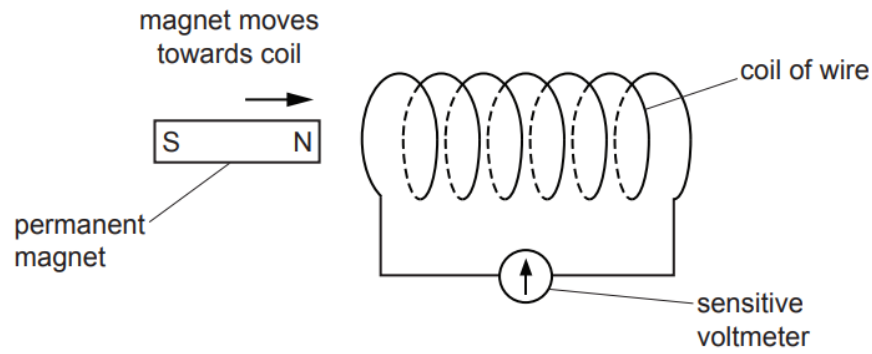 magnet moves
towards coil
coil of wire
S N
permanent
magnet
sensitive
voltmeter